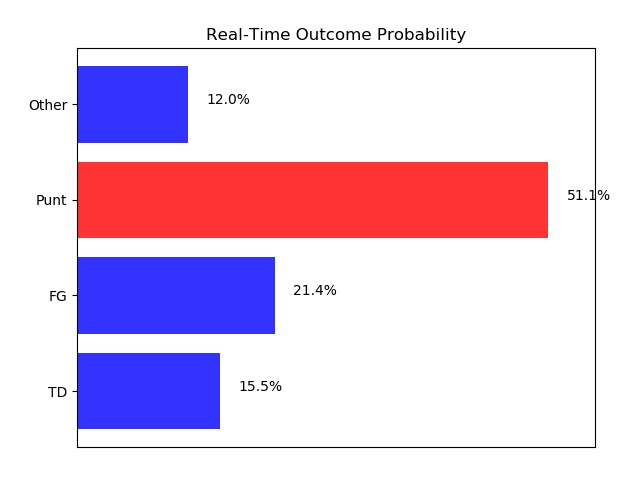 Real-Time Outcome Probability
Other
12.0%
Punt
51.1%
FG
21.4%
TD
15.5%